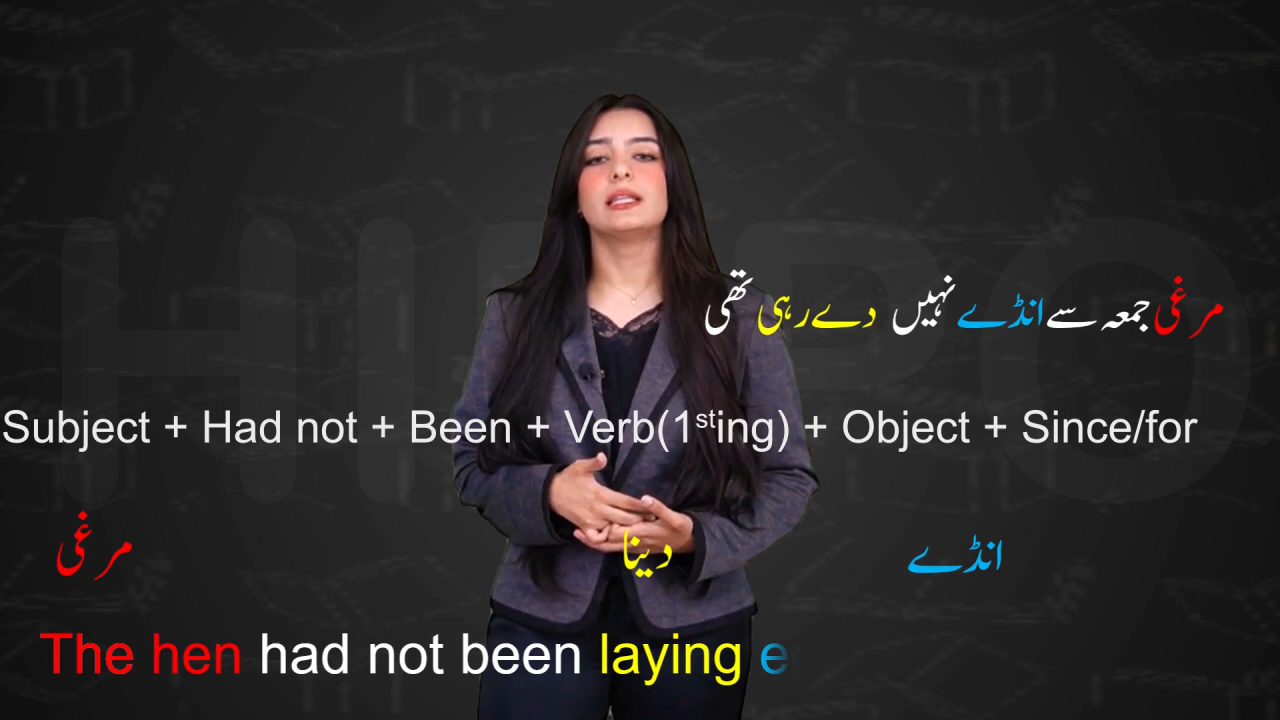 HIPPO
مرغی جمعہ سے انڈے نہیں دے رہی تھی
Subject + Had not + Been + Verb(1sting) + Object + Since/for
مرغی دینا انڈے
The hen had not been laying e